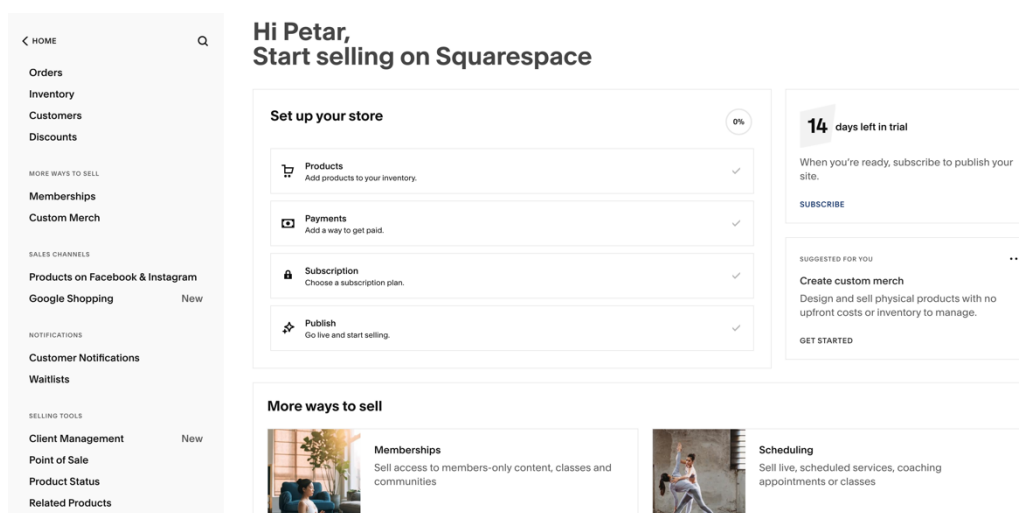 HOME
Orders
Inventory
Customers
Discounts
MORE WAYS TO SELL
Memberships
Custom Merch
SALES CHANNELS
Products on Facebook & Instagram
Google Shopping New
NOTIFICATIONS
Customer Notifications
Waitlists
SELLING TOOLS
Client Management New
Point of Sale
Product Status
Related Products
Hi Petar,
Start selling on Squarespace
Set up your store
0%
Products
Add products to your inventory.
Payments
Add a way to get paid.
Subscription
Choose a subscription plan.
Publish
Go live and start selling.
14 days left in trial
When you're ready, subscribe to publish your
site.
SUBSCRIBE
SUGGESTED FOR YOU
Create custom merch
Design and sell physical products with no
upfront costs or inventory to manage.
GET STARTED
More ways to sell
Memberships
Sell access to members-only content, classes and
communities
Scheduling
Sell live, scheduled services, coaching
appointments or classes